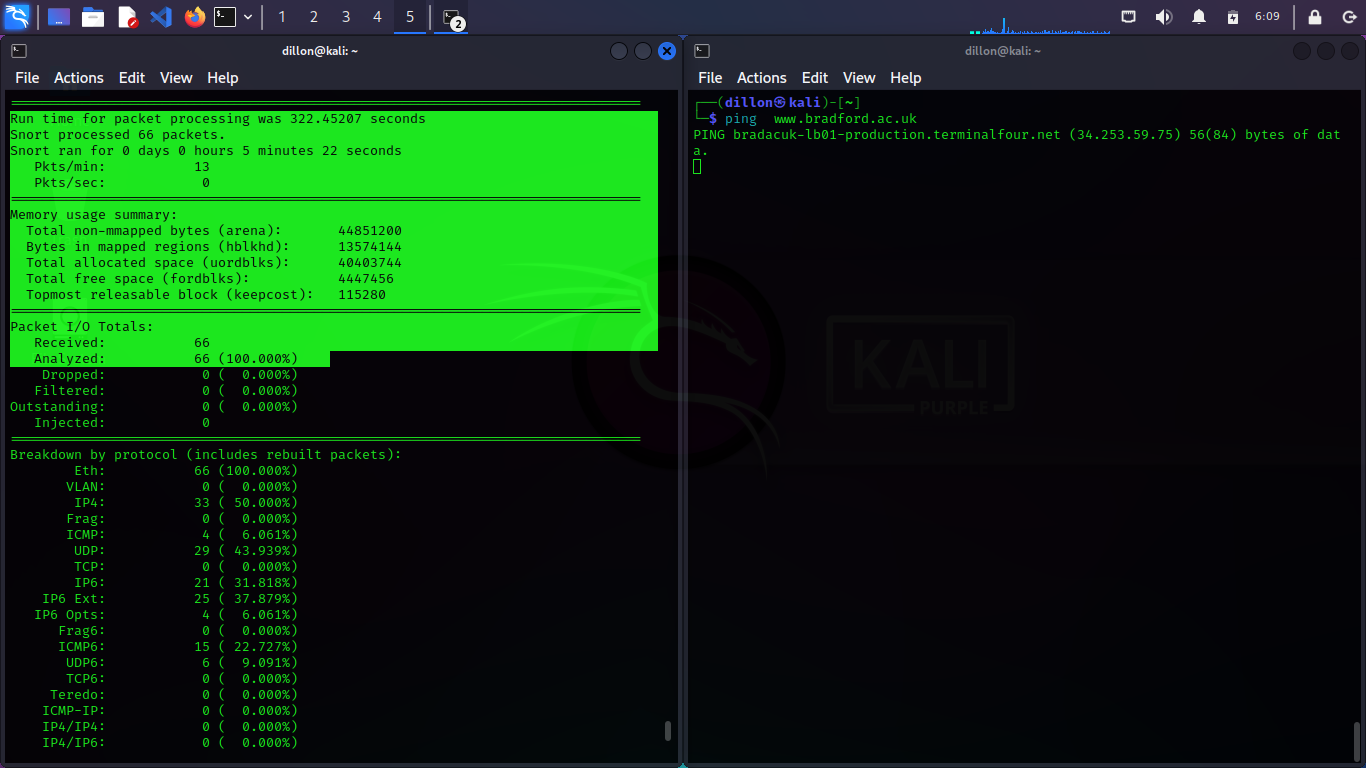 1 2 3 4 5 2 6:09
dillon@kali: ~
File Actions Edit View Help
Run time for packet processing was 322.45207 seconds
Snort processed 66 packets.
Snort ran for 0 days 0 hours 5 minutes 22 seconds
Pkts/min: 13
Pkts/sec: 0
Memory usage summary:
Total non-mmapped bytes (arena): 44851200
Bytes in mapped regions (hblkhd): 13574144
Total allocated space (uordblks): 40403744
Total free space (fordblks): 4447456
Topmost releasable block (keepcost): 115280
Packet I/O Totals:
Received: 66
Analyzed: 66 (100.000%)
Dropped: 0 ( 0.000%)
Filtered: 0 ( 0.000%)
Outstanding: 0 ( 0.000%)
Injected: 0
Breakdown by protocol (includes rebuilt packets):
Eth: 66 (100.000%)
VLAN: 0 ( 0.000%)
IP4: 33 ( 50.000%)
Frag: 0 ( 0.000%)
ICMP: 4 ( 6.061%)
UDP: 29 ( 43.939%)
TCP: 0 ( 0.000%)
IP6: 21 ( 31.818%)
IP6 Ext: 25 ( 37.879%)
IP6 Opts: 4 ( 6.061%)
Frag6: 0 ( 0.000%)
ICMP6: 15 ( 22.727%)
UDP6: 6 ( 9.091%)
TCP6: 0 ( 0.000%)
Teredo: 0 ( 0.000%)
ICMP-IP: 0 ( 0.000%)
IP4/IP4: 0 ( 0.000%)
IP4/IP6: 0 ( 0.000%)
dillon@kali: ~
File Actions Edit View Help
┌──(dillon㉿kali)-[~]
└─$ ping www.bradford.ac.uk
PING bradacuk-lb01-production.terminalfour.net (34.253.59.75) 56(84) bytes of dat
a.
KALI
PURPLE